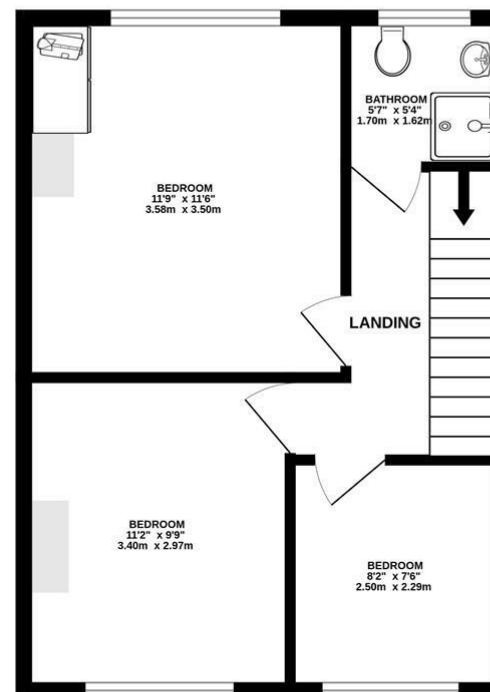 BATHROOM
5'7" x 5'4"
1.70m x 1.62m
BEDROOM
11'9" x 11'6"
3.58m x 3.50m
LANDING
BEDROOM
11'2" x 9'9"
3.40m x 2.97m
BEDROOM
8'2" x 7'6"
2.50m x 2.29m